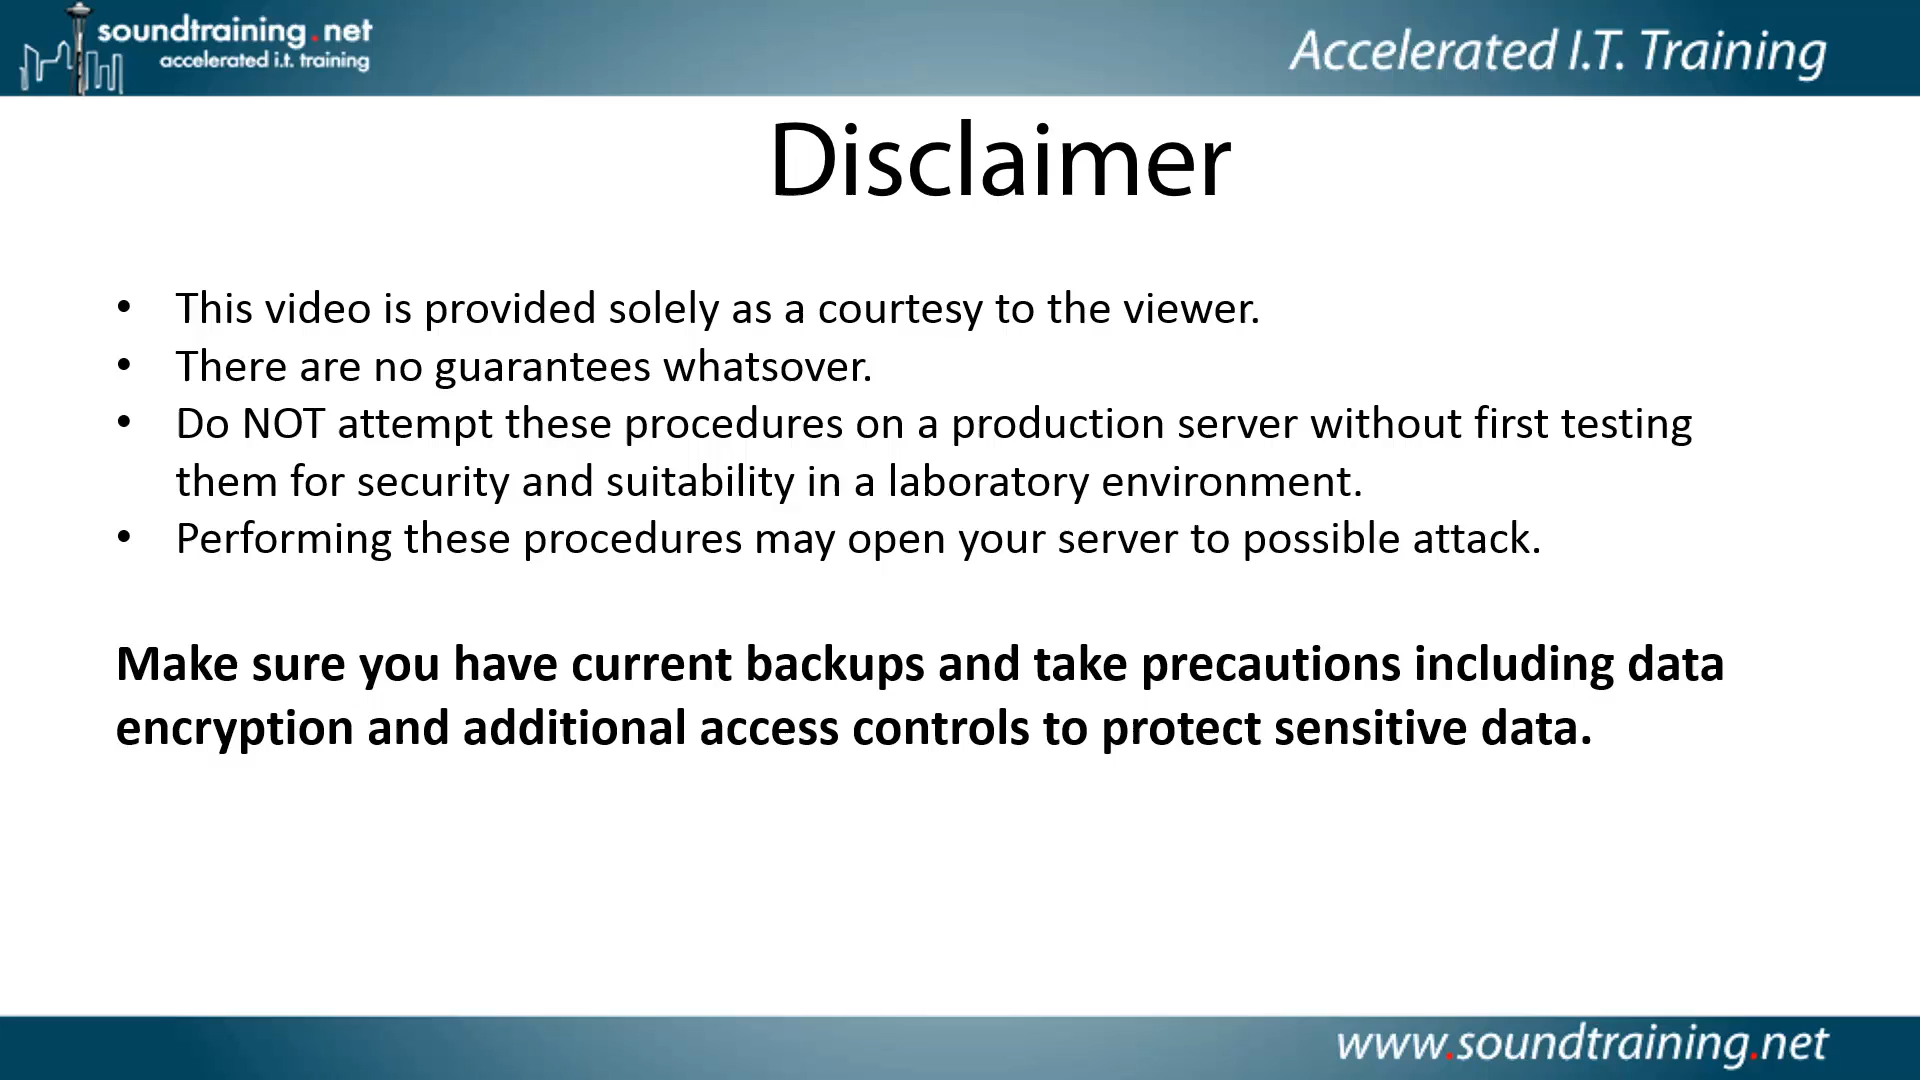 soundtraining.net
accelerated i.t. training
Accelerated I.T. Training
Disclaimer
• This video is provided solely as a courtesy to the viewer.
• There are no guarantees whatsover.
• Do NOT attempt these procedures on a production server without first testing
them for security and suitability in a laboratory environment.
• Performing these procedures may open your server to possible attack.
Make sure you have current backups and take precautions including data
encryption and additional access controls to protect sensitive data.
www.soundtraining.net